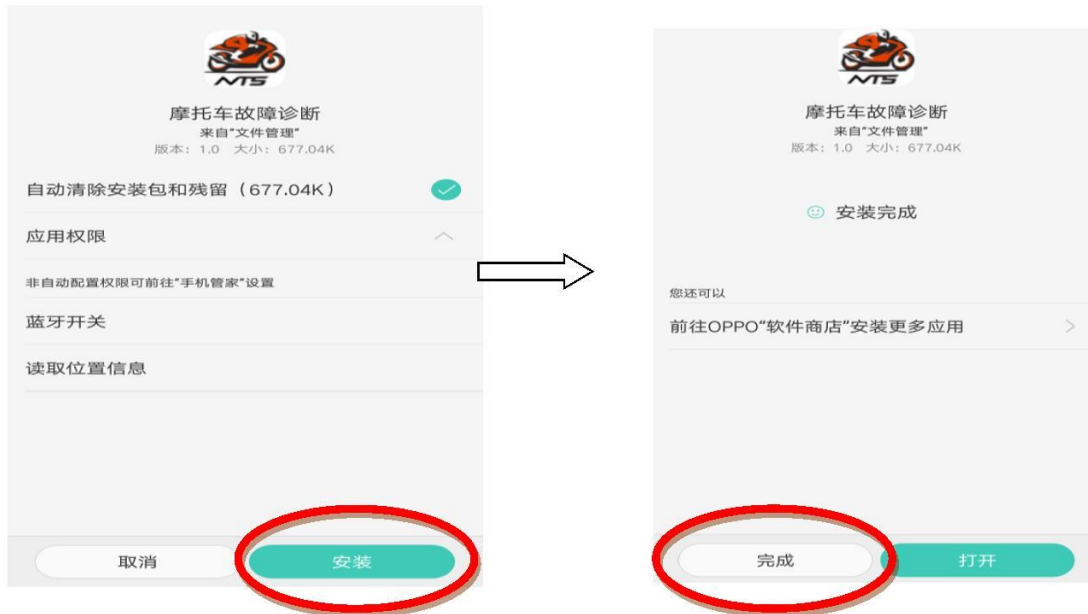 NTS
摩托车故障诊断
来自"文件管理"
版本：1.0 大小：677.04K
自动清除安装包和残留（677.04K）
应用权限
非自动配置权限可前往"手机管家"设置
蓝牙开关
读取位置信息
取消
安装
NTS
摩托车故障诊断
来自"文件管理"
版本：1.0 大小：677.04K
安装完成
您还可以
前往OPPO"软件商店"安装更多应用
完成
打开